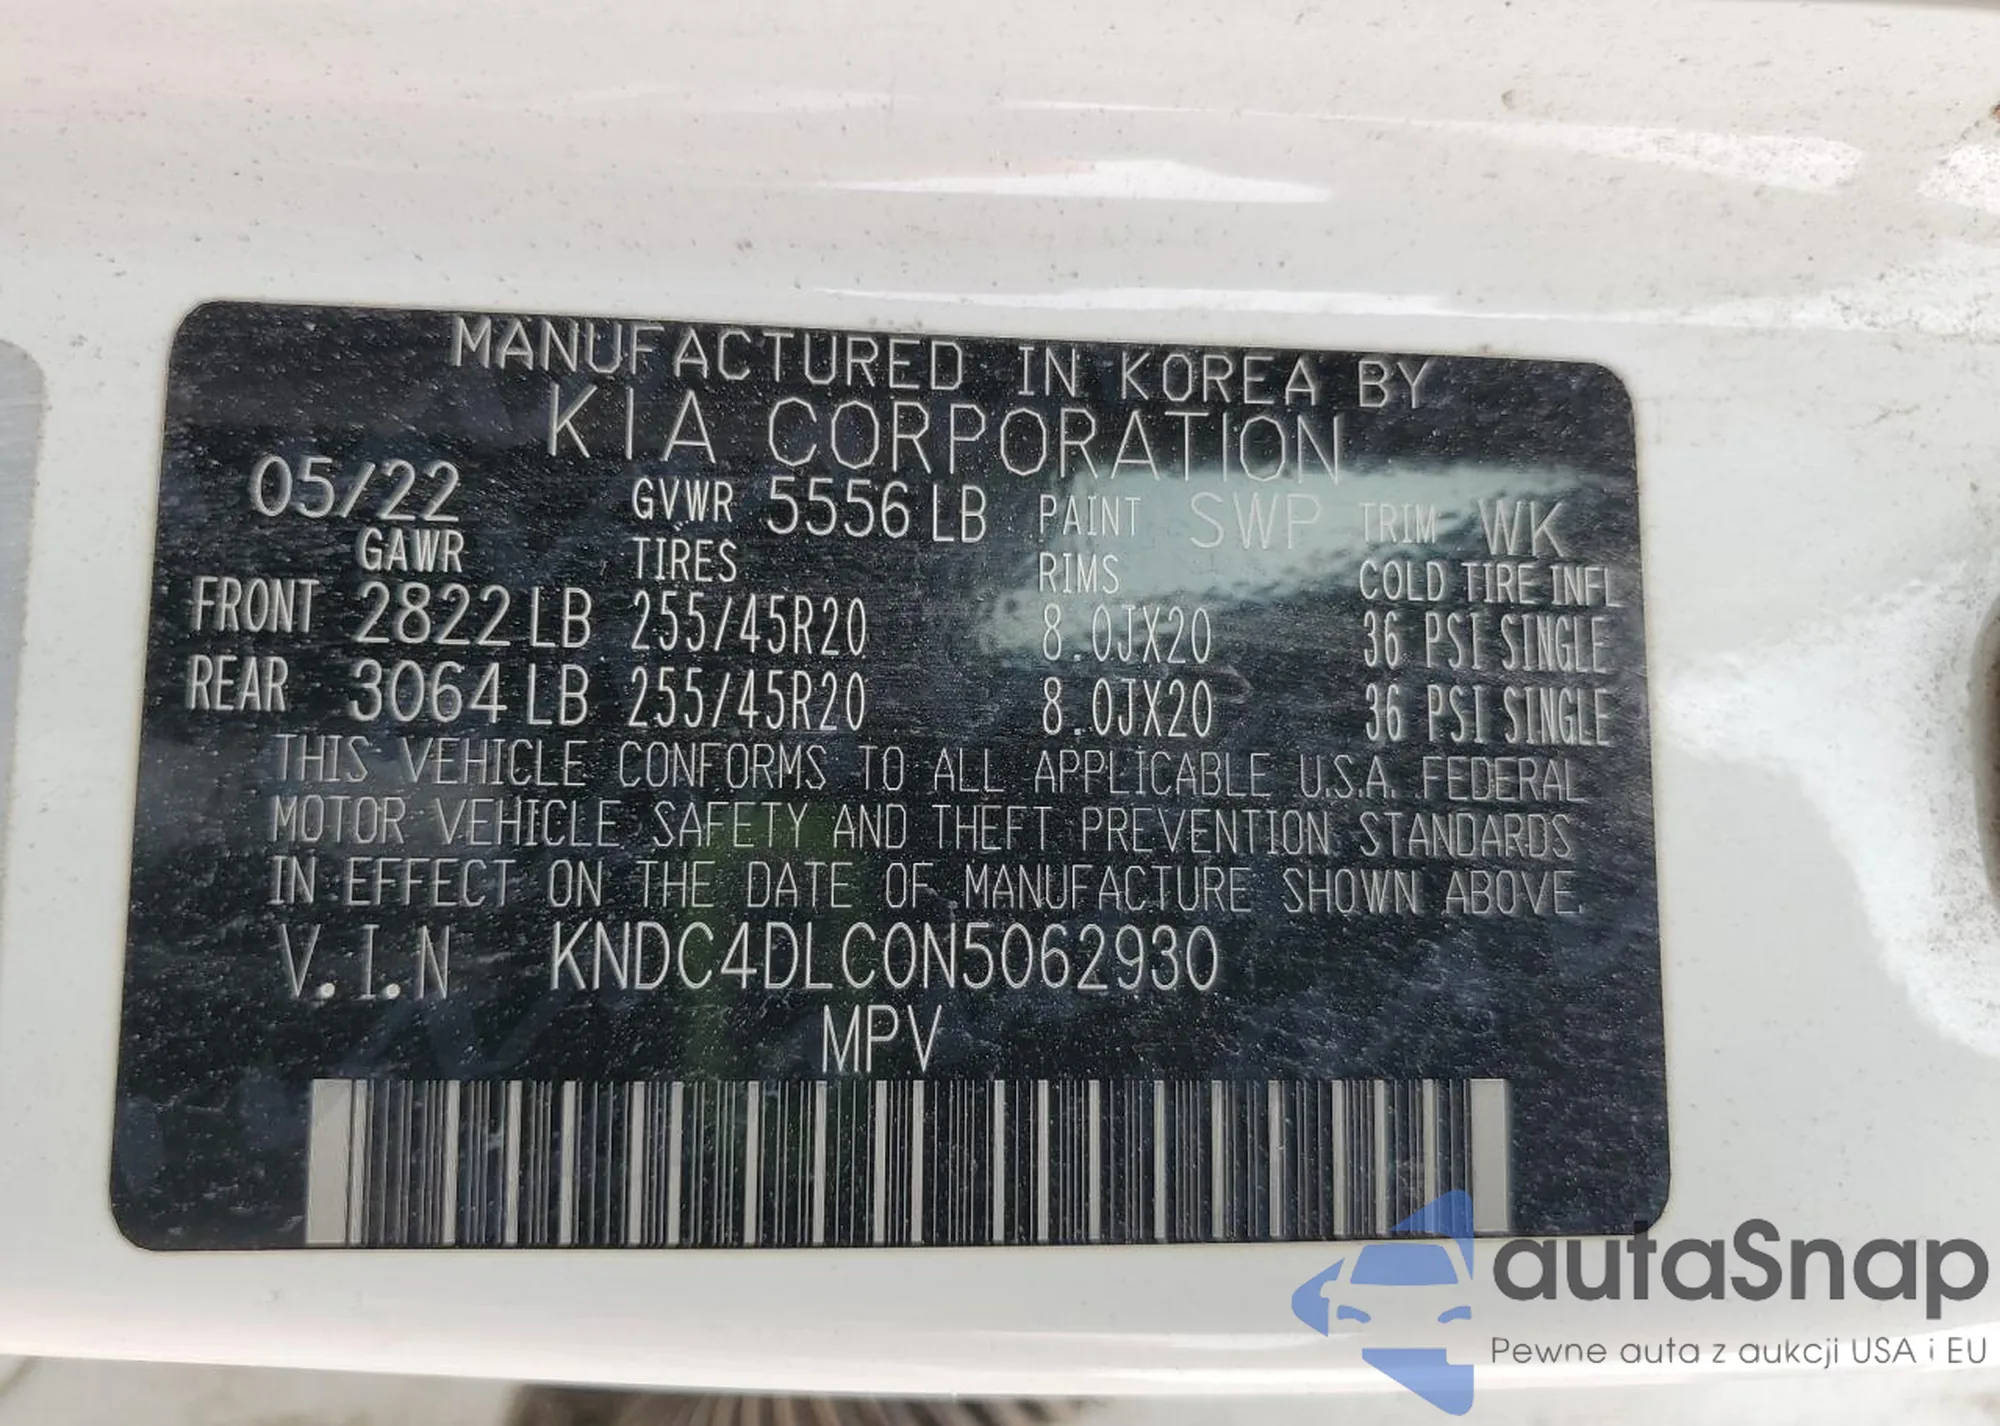 MANUFACTURED IN KOREA BY
KIA CORPORATION
05/22 GVWR 5556 LB PAINT SWP TRIM WK
GAWR TIRES RIMS COLD TIRE INFL
FRONT 2822 LB 255/45R20 8.0JX20 36 PSI SINGLE
REAR 3064 LB 255/45R20 8.0JX20 36 PSI SINGLE
THIS VEHICLE CONFORMS TO ALL APPLICABLE U.S.A. FEDERAL
MOTOR VEHICLE SAFETY AND THEFT PREVENTION STANDARDS
IN EFFECT ON THE DATE OF MANUFACTURE SHOWN ABOVE.
V.I.N KNDC4DLC0N5062930
MPV
autaSnap
Pewne auta z aukcji USA i EU